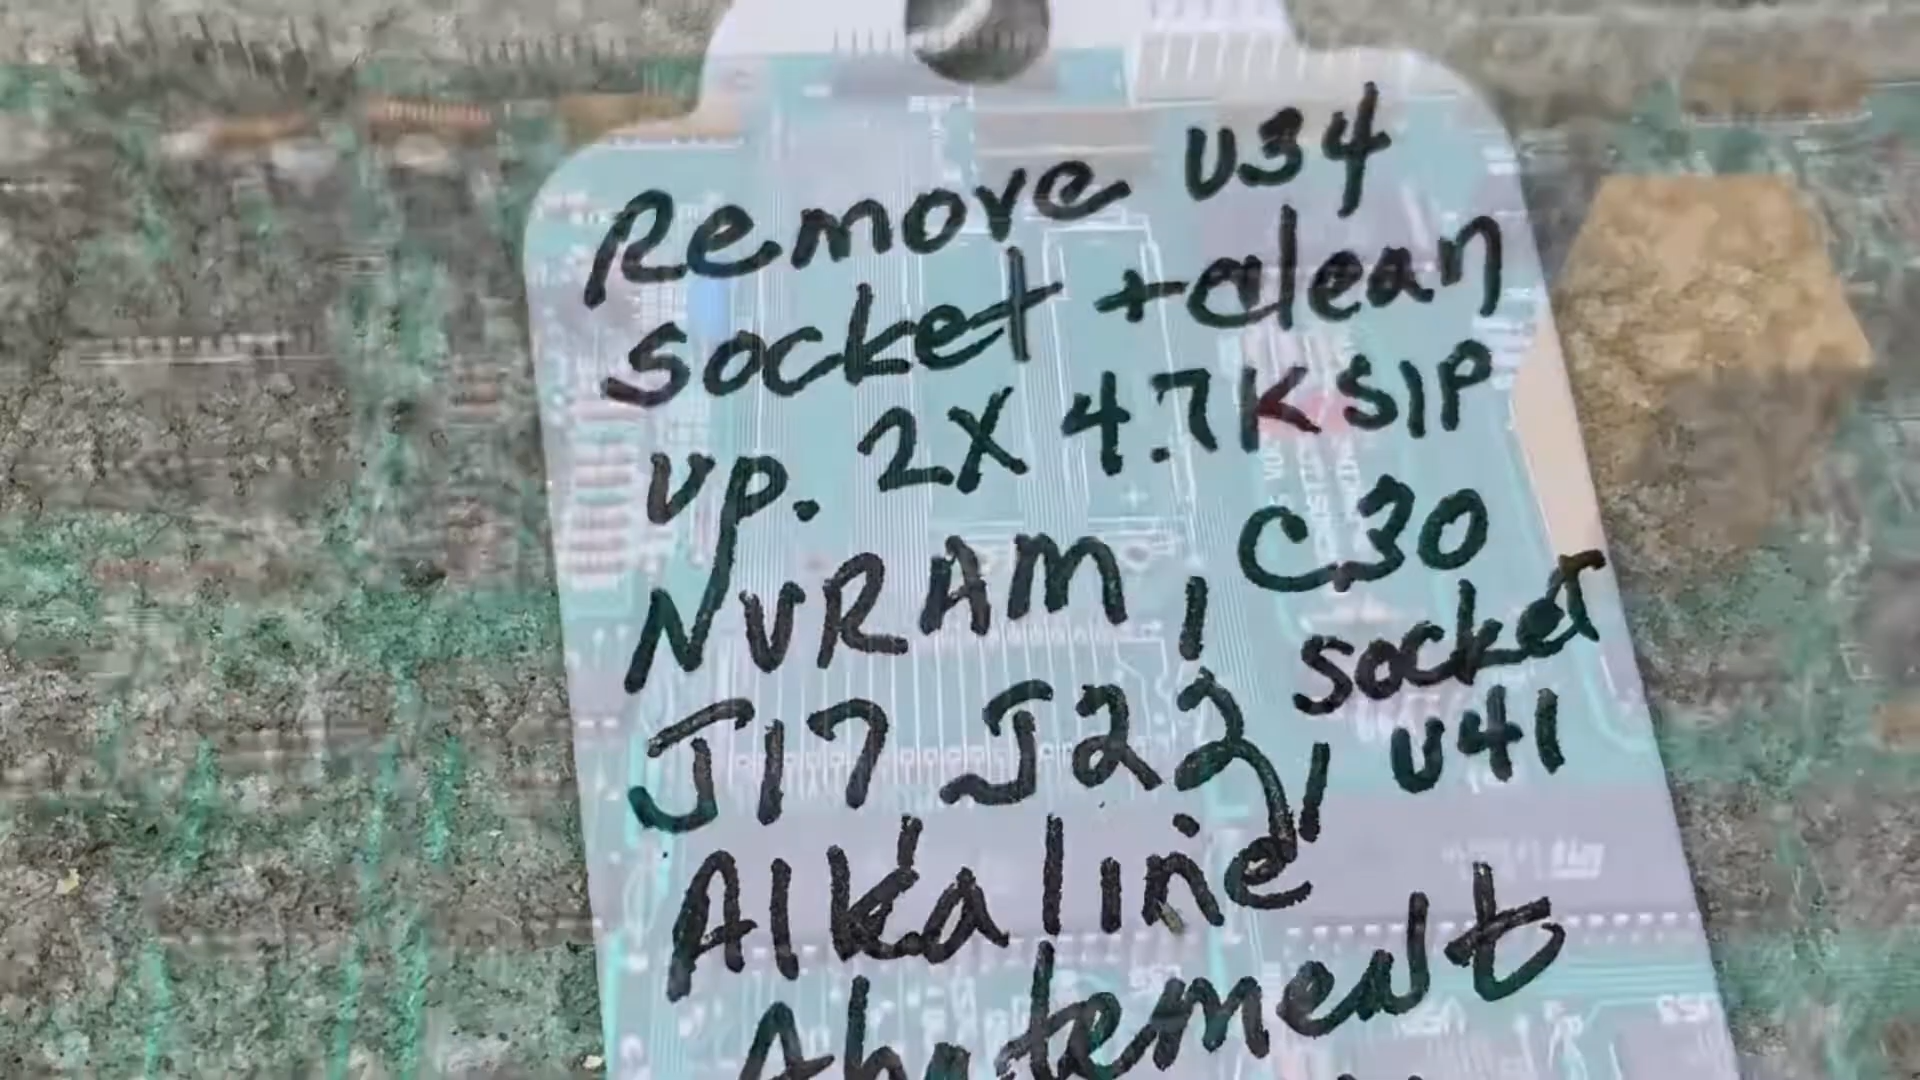 Remove U34
socket + clean
up. 2X 4.7K SIP
NVRAM, C30
J17 J22, socket
U41
Alkaline
Abatement